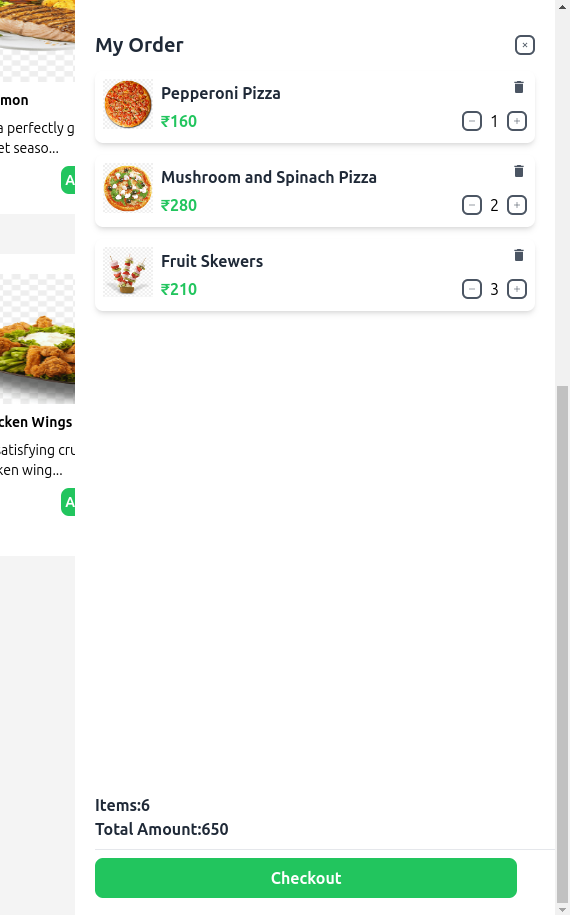 My Order
Pepperoni Pizza
₹160
1
Mushroom and Spinach Pizza
₹280
2
Fruit Skewers
₹210
3
Items:6
Total Amount:650
Checkout
mon
a perfectly g
et seaso...
A
cken Wings
satisfying cru
ken wing...
A